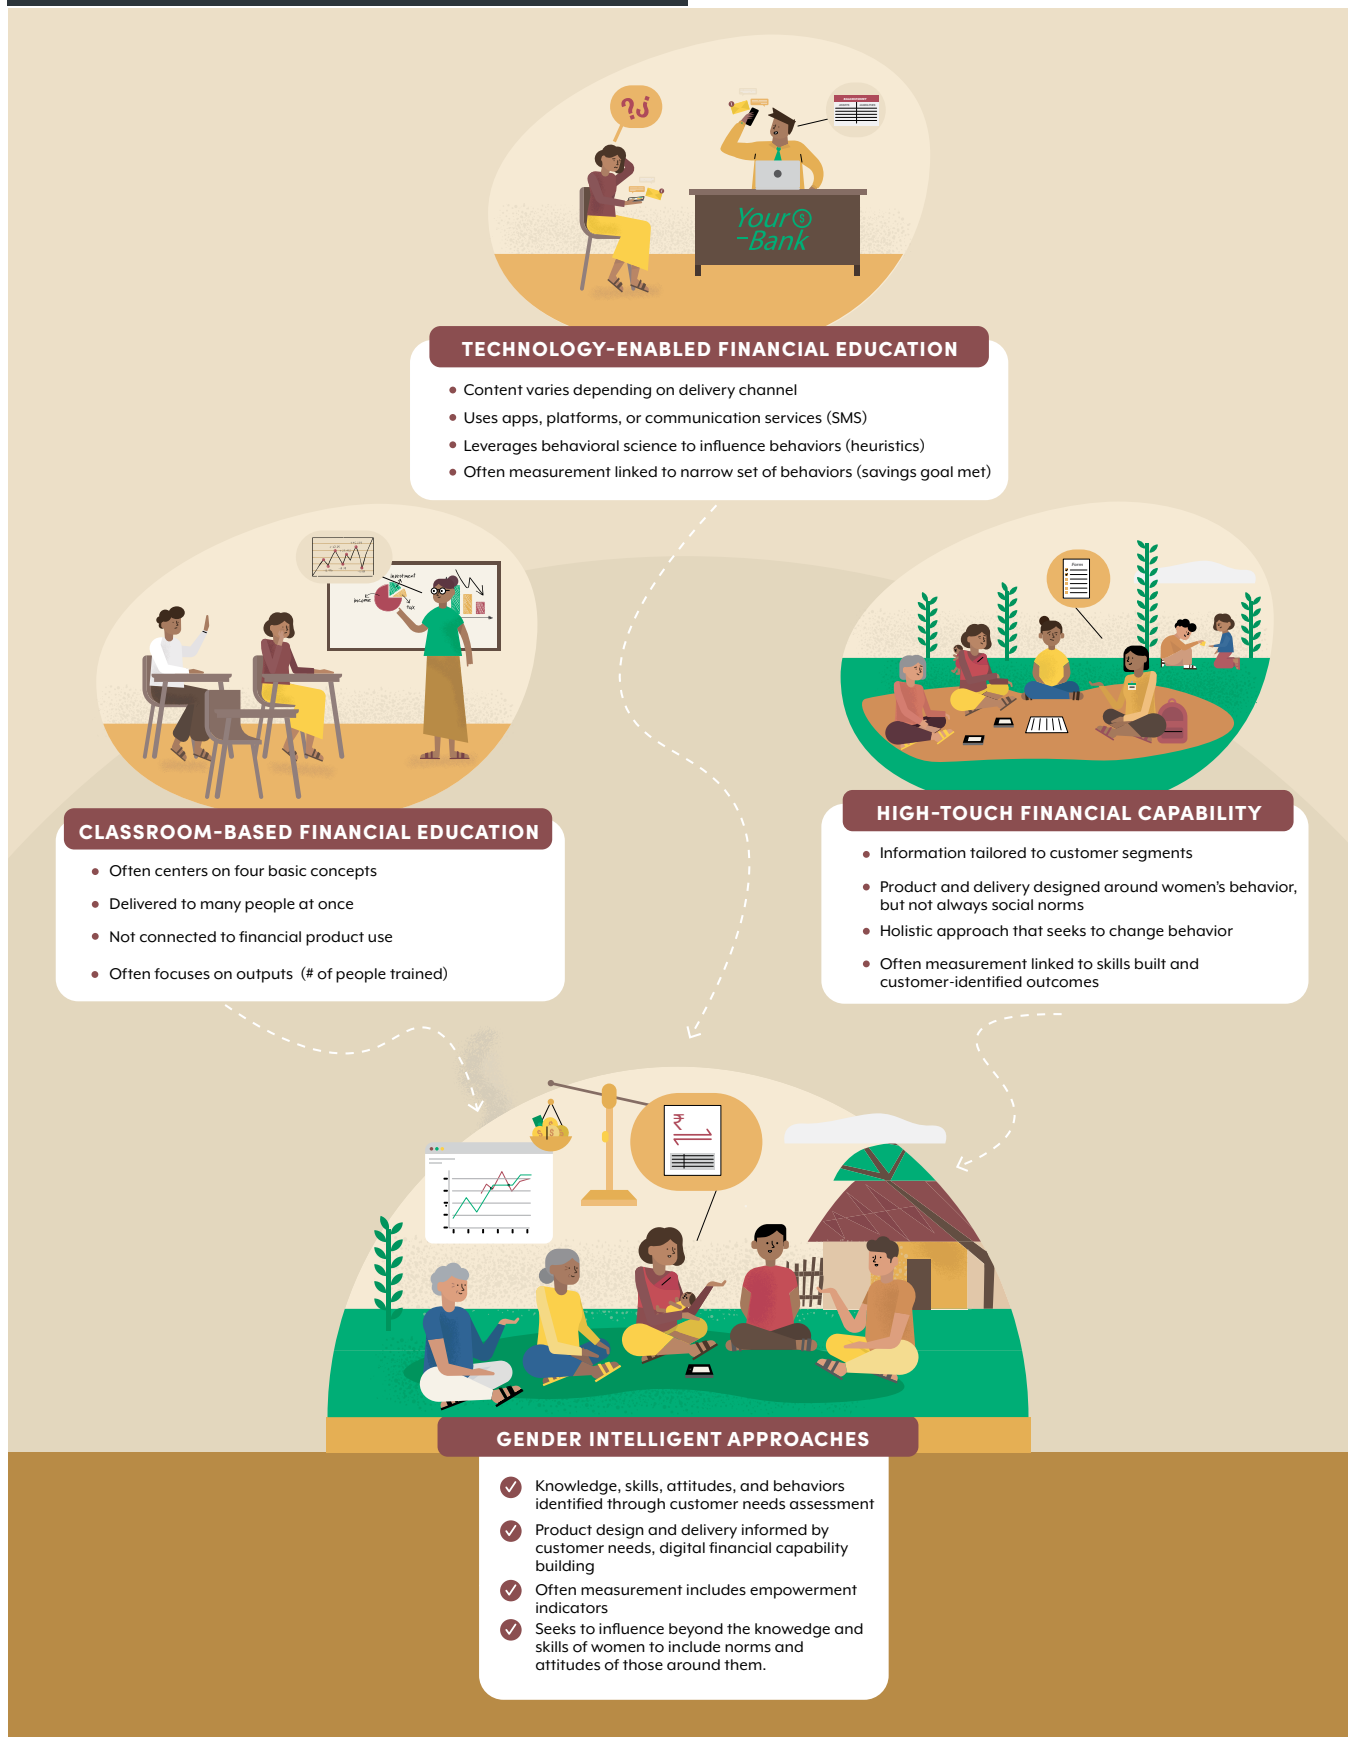 Your $
-Bank
TECHNOLOGY-ENABLED FINANCIAL EDUCATION
Content varies depending on delivery channel
Uses apps, platforms, or communication services (SMS)
Leverages behavioral science to influence behaviors (heuristics)
Often measurement linked to narrow set of behaviors (savings goal met)
investment
income
tax
CLASSROOM-BASED FINANCIAL EDUCATION
Often centers on four basic concepts
Delivered to many people at once
Not connected to financial product use
Often focuses on outputs (# of people trained)
HIGH-TOUCH FINANCIAL CAPABILITY
Information tailored to customer segments
Product and delivery designed around women's behavior,
but not always social norms
Holistic approach that seeks to change behavior
Often measurement linked to skills built and
customer-identified outcomes
₹
GENDER INTELLIGENT APPROACHES
Knowledge, skills, attitudes, and behaviors
identified through customer needs assessment
Product design and delivery informed by
customer needs, digital financial capability
building
Often measurement includes empowerment
indicators
Seeks to influence beyond the knowedge and
skills of women to include norms and
attitudes of those around them.